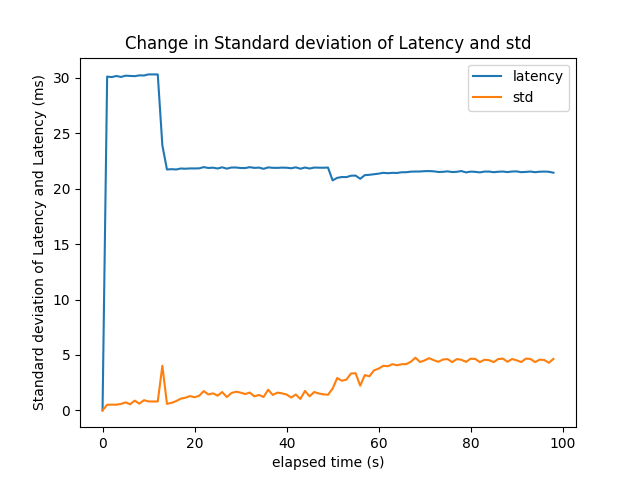 Change in Standard deviation of Latency and std
Standard deviation of Latency and Latency (ms)
30
25
20
15
10
5
0
latency
std
0 20 40 60 80 100
elapsed time (s)